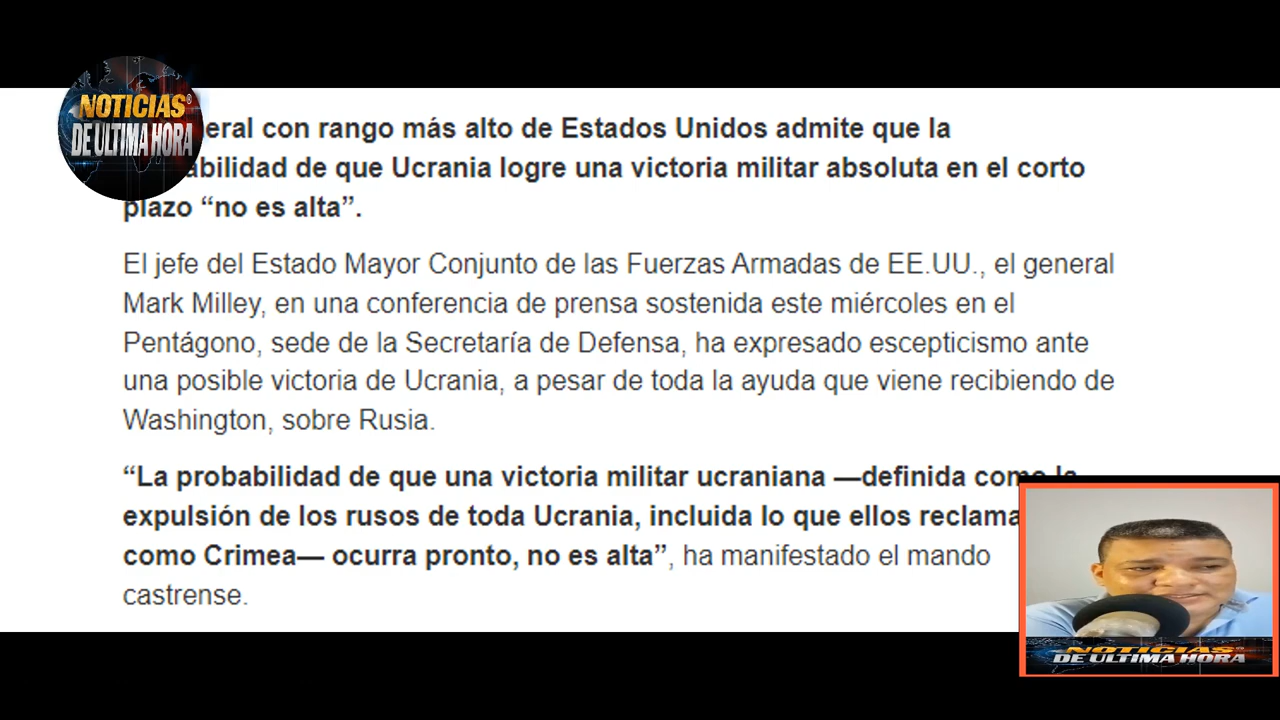 NOTICIAS®
DE ULTIMA HORA
eral con rango más alto de Estados Unidos admite que la
abilidad de que Ucrania logre una victoria militar absoluta en el corto
plazo “no es alta”.
El jefe del Estado Mayor Conjunto de las Fuerzas Armadas de EE.UU., el general
Mark Milley, en una conferencia de prensa sostenida este miércoles en el
Pentágono, sede de la Secretaría de Defensa, ha expresado escepticismo ante
una posible victoria de Ucrania, a pesar de toda la ayuda que viene recibiendo de
Washington, sobre Rusia.
“La probabilidad de que una victoria militar ucraniana —definida como la
expulsión de los rusos de toda Ucrania, incluida lo que ellos reclama
como Crimea— ocurra pronto, no es alta”, ha manifestado el mando
castrense.
NOTICIAS
DE ULTIMA HORA